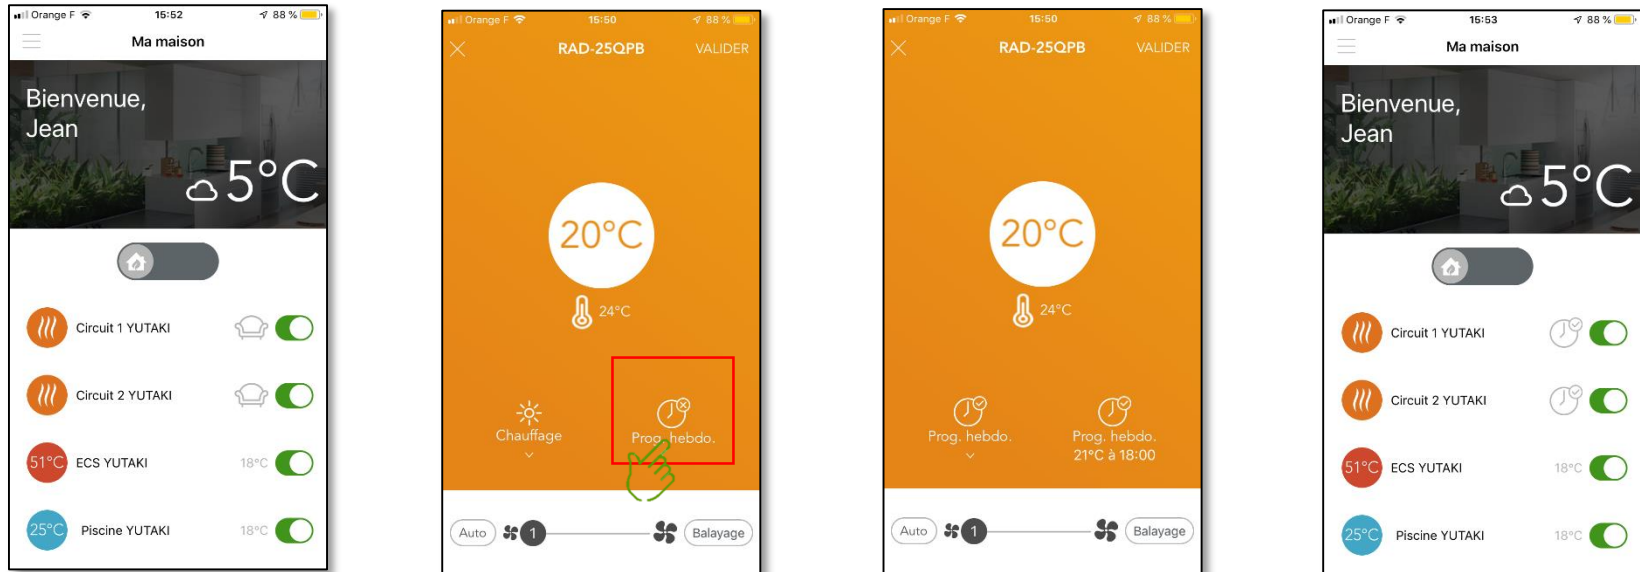 Orange F 15:52 88 %
Ma maison
Bienvenue,
Jean
5°C
Circuit 1 YUTAKI
Circuit 2 YUTAKI
51°C ECS YUTAKI 18°C
25°C Piscine YUTAKI 18°C
Orange F 15:50 88 %
RAD-25QPB VALIDER
20°C
24°C
Chauffage
Prog. hebdo.
Auto 1 Balayage
Orange F 15:50 88 %
RAD-25QPB VALIDER
20°C
24°C
Prog. hebdo.
Prog. hebdo.
21°C à 18:00
Auto 1 Balayage
Orange F 15:53 88 %
Ma maison
Bienvenue,
Jean
5°C
Circuit 1 YUTAKI
Circuit 2 YUTAKI
51°C ECS YUTAKI 18°C
25°C Piscine YUTAKI 18°C